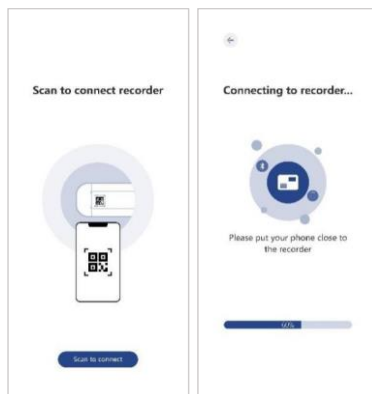 Scan to connect recorder
Scan to connect
Connecting to recorder...
Please put your phone close to
the recorder
60%